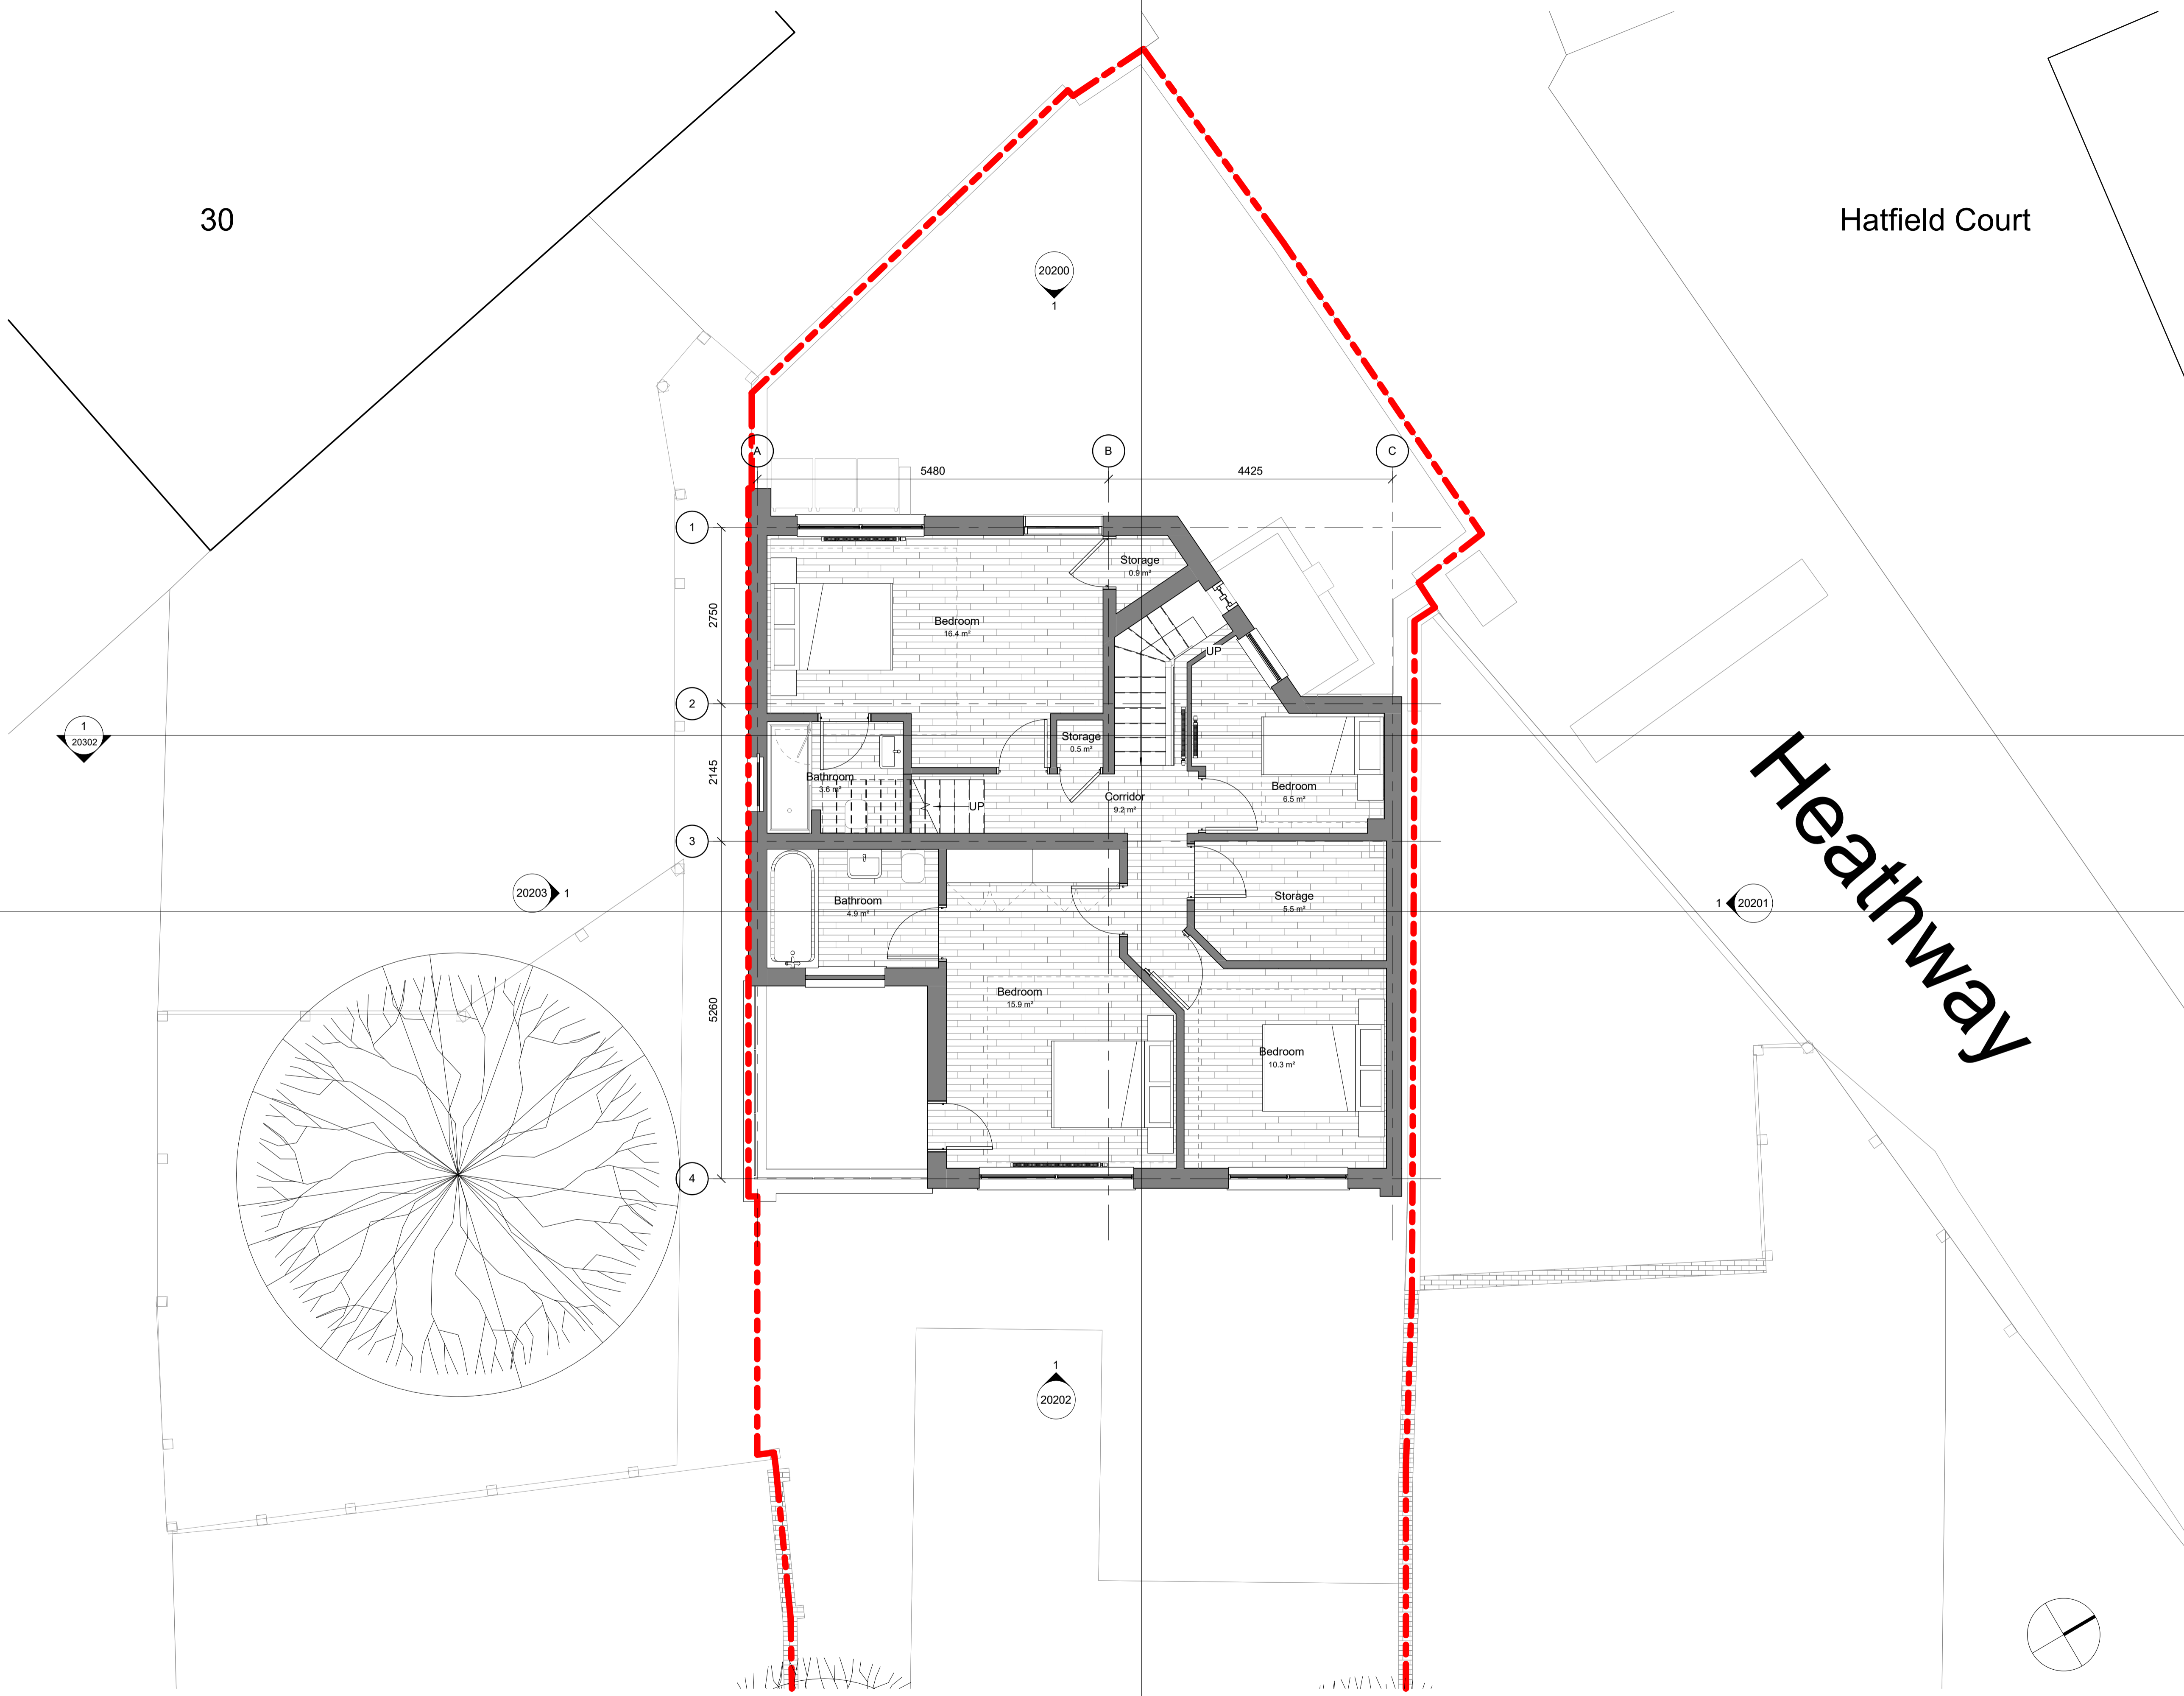 30
Hatfield Court
20200
1
A
B
C
5480
4425
1
2750
Storage
0.9 m²
Bedroom
16.4 m²
UP
2
1
20302
Storage
0.5 m²
2145
Bathroom
3.6 m²
UP
Corridor
9.2 m²
Bedroom
6.5 m²
Heathway
3
20203
1
Bathroom
4.9 m²
Storage
5.5 m²
1
20201
5260
Bedroom
15.9 m²
Bedroom
10.3 m²
4
1
20202